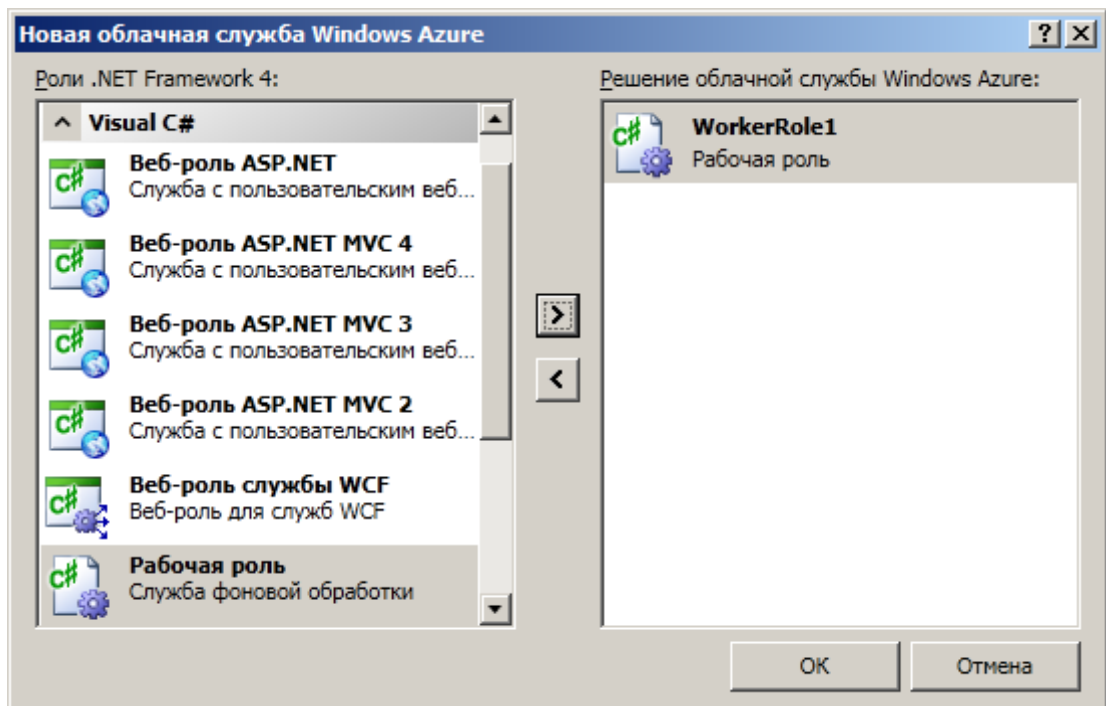 Новая облачная служба Windows Azure
Роли .NET Framework 4:
Visual C#
Веб-роль ASP.NET
Служба с пользовательским веб...
Веб-роль ASP.NET MVC 4
Служба с пользовательским веб...
Веб-роль ASP.NET MVC 3
Служба с пользовательским веб...
Веб-роль ASP.NET MVC 2
Служба с пользовательским веб...
Веб-роль службы WCF
Веб-роль для служб WCF
Рабочая роль
Служба фоновой обработки
Решение облачной службы Windows Azure:
WorkerRole1
Рабочая роль
ОК
Отмена